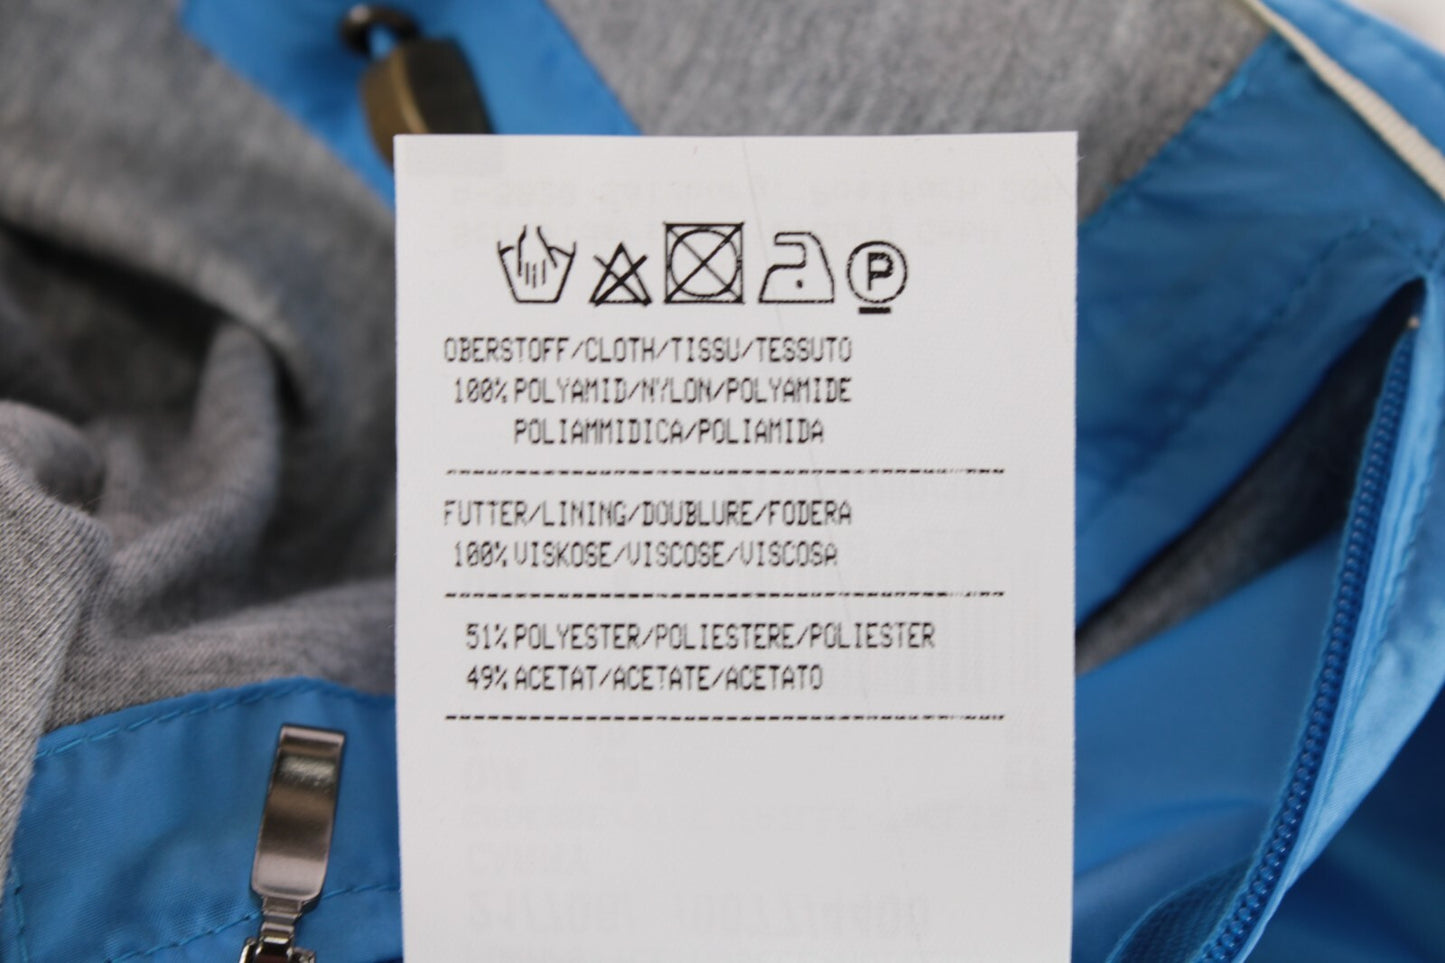 P
OBERSTOFF/CLOTH/TISSU/TESSUTO
100% POLYAMID/NYLON/POLYAMIDE
POLIAMMIDICA/POLIAMIDA
FUTTER/LINING/DOUBLURE/FODERA
100% VISKOSE/VISCOSE/VISCOSA
51% POLYESTER/POLIESTERE/POLIESTER
49% ACETAT/ACETATE/ACETATO